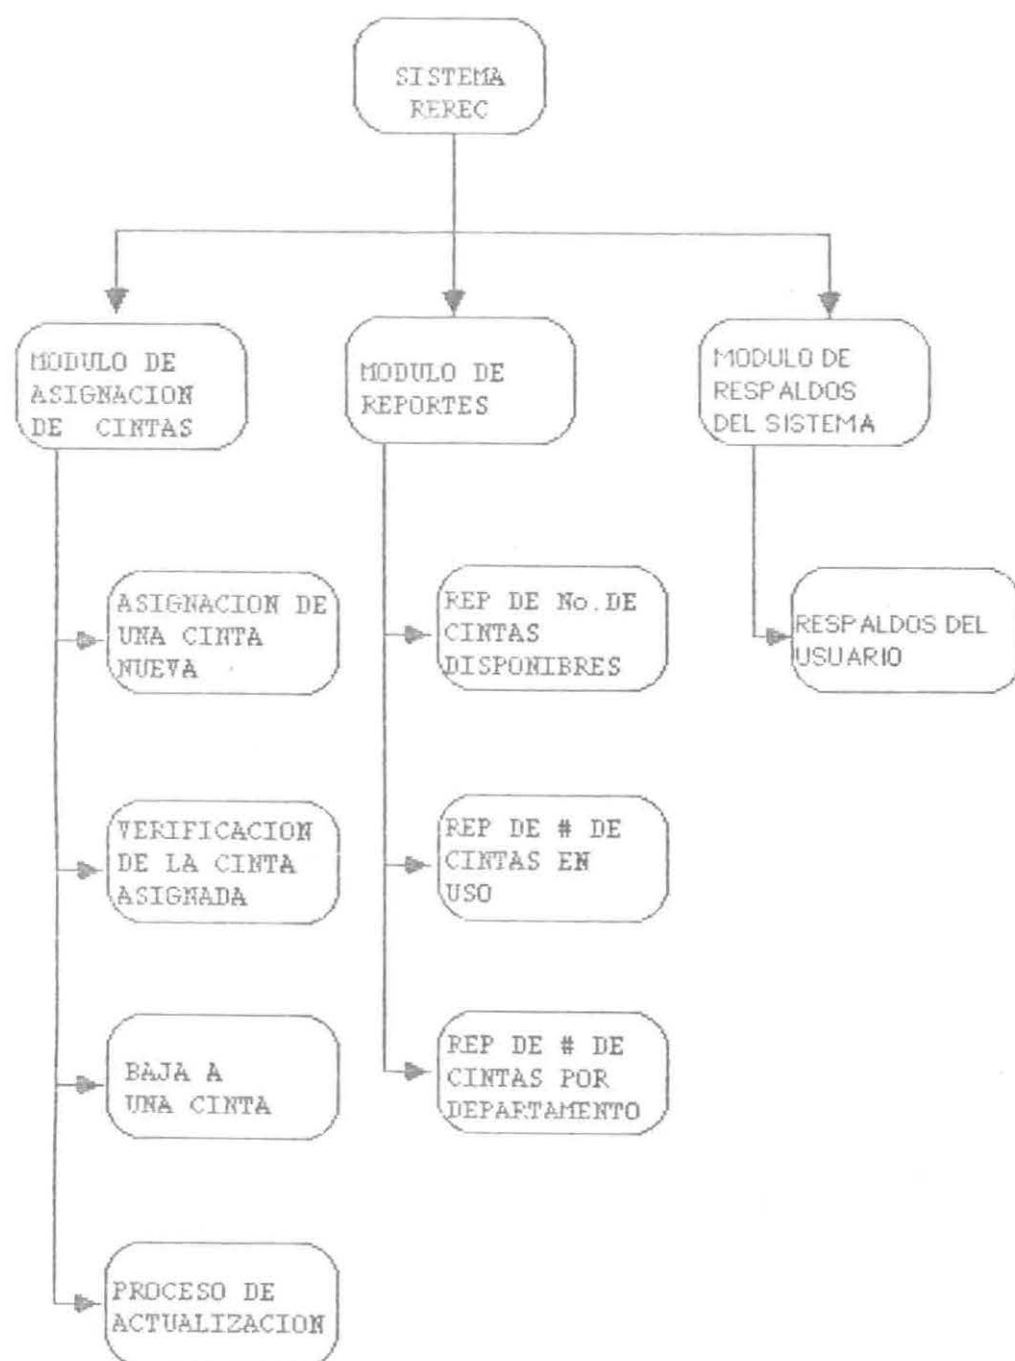 SISTEMA
REREC
MODULO DE
ASIGNACION
DE CINTAS
MODULO DE
REPORTES
MODULO DE
RESPALDOS
DEL SISTEMA
ASIGNACION DE
UNA CINTA
NUEVA
REP DE No. DE
CINTAS
DISPONIBRES
RESPALDOS DEL
USUARIO
VERIFICACION
DE LA CINTA
ASIGNADA
REP DE # DE
CINTAS EN
USO
BAJA A
UNA CINTA
REP DE # DE
CINTAS POR
DEPARTAMENTO
PROCESO DE
ACTUALIZACION